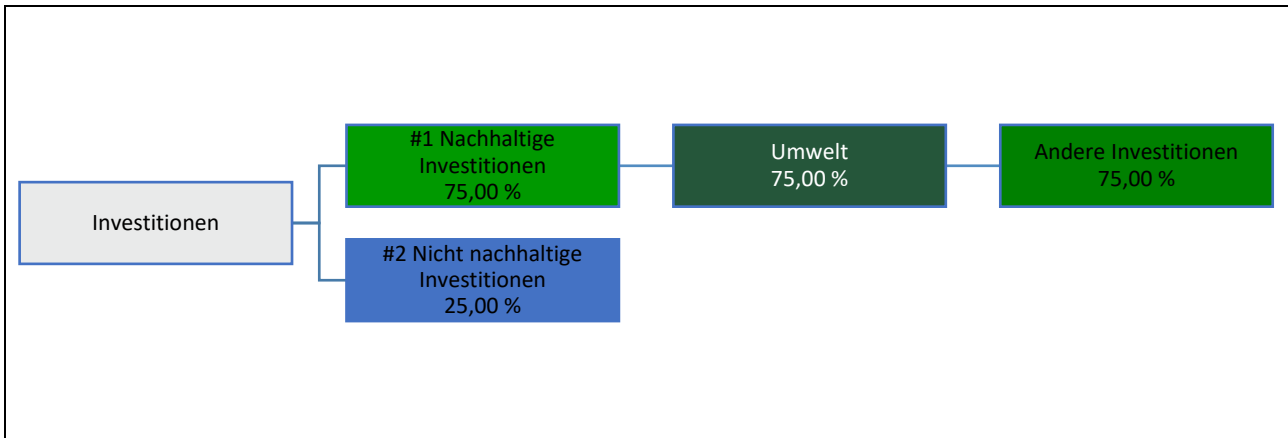 Investitionen
#1 Nachhaltige
Investitionen
75,00 %
#2 Nicht nachhaltige
Investitionen
25,00 %
Umwelt
75,00 %
Andere Investitionen
75,00 %